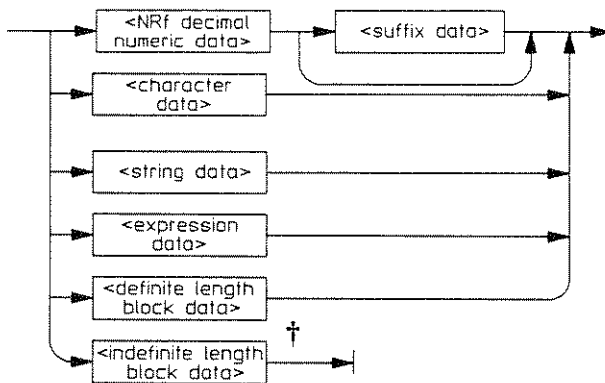 <NRf decimal
numeric data>
<suffix data>
<character
data>
<string data>
<expression
data>
<definite length
block data>
†
<indefinite length
block data>